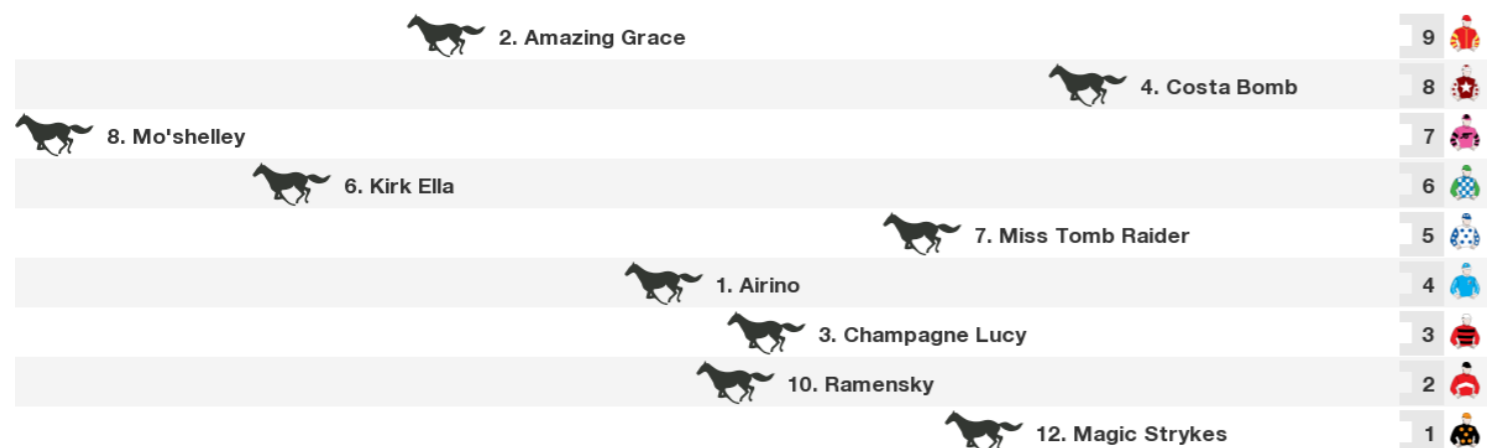 2. Amazing Grace 9
4. Costa Bomb 8
8. Mo'shelley 7
6. Kirk Ella 6
7. Miss Tomb Raider 5
1. Airino 4
3. Champagne Lucy 3
10. Ramensky 2
12. Magic Strykes 1